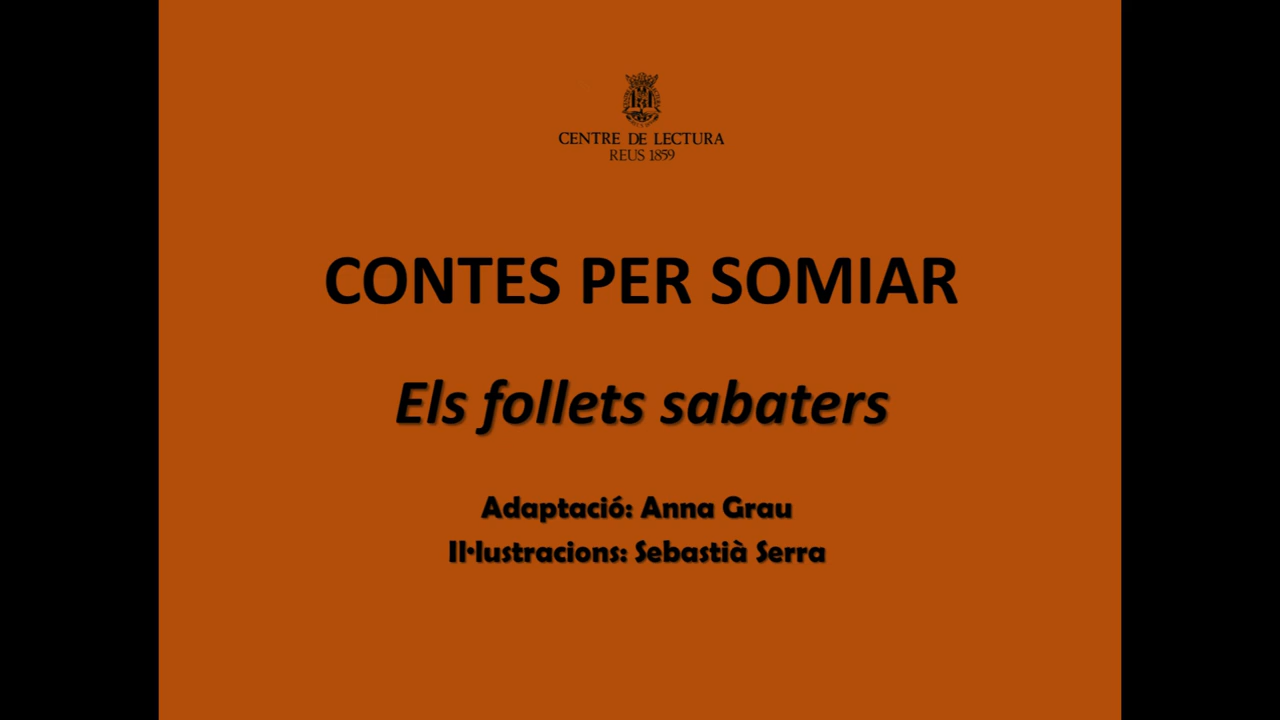 CENTRE DE LECTURA
REUS 1859
CONTES PER SOMIAR
Els follets sabaters
Adaptació: Anna Grau
Il·lustracions: Sebastià Serra